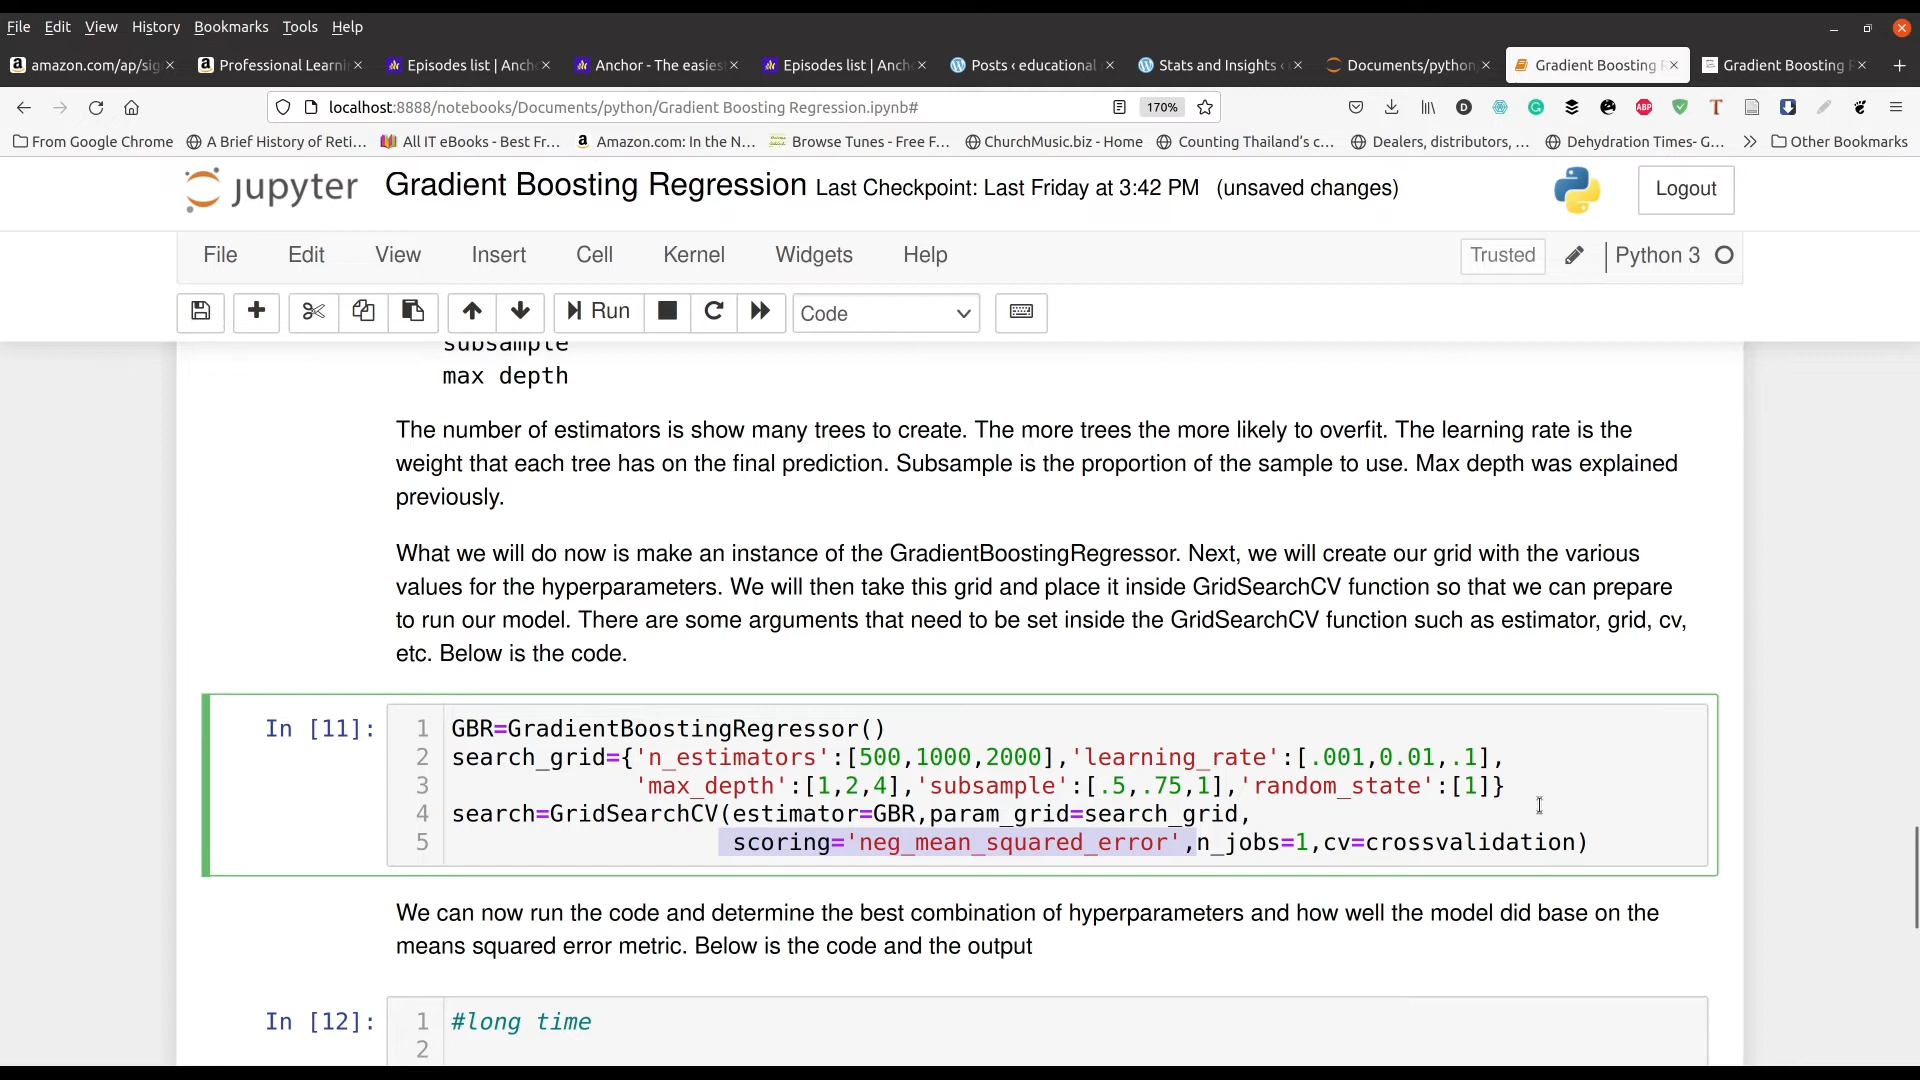 File Edit View History Bookmarks Tools Help
amazon.com/ap/sig Professional Learni Episodes list | Anch Anchor - The easies Episodes list | Anch Posts ‹ educational Stats and Insights ‹ Documents/python Gradient Boosting Gradient Boosting
localhost:8888/notebooks/Documents/python/Gradient Boosting Regression.ipynb# 170%
From Google Chrome A Brief History of Reti... All IT eBooks - Best Fr... Amazon.com: In the N... Browse Tunes - Free F... ChurchMusic.biz - Home Counting Thailand's c... Dealers, distributors, ... Dehydration Times- G... Other Bookmarks
jupyter Gradient Boosting Regression Last Checkpoint: Last Friday at 3:42 PM (unsaved changes) Logout
File Edit View Insert Cell Kernel Widgets Help Trusted Python 3
Run Code
subsample
max depth
The number of estimators is show many trees to create. The more trees the more likely to overfit. The learning rate is the
weight that each tree has on the final prediction. Subsample is the proportion of the sample to use. Max depth was explained
previously.
What we will do now is make an instance of the GradientBoostingRegressor. Next, we will create our grid with the various
values for the hyperparameters. We will then take this grid and place it inside GridSearchCV function so that we can prepare
to run our model. There are some arguments that need to be set inside the GridSearchCV function such as estimator, grid, cv,
etc. Below is the code.
In [11]: 1 GBR=GradientBoostingRegressor()
2 search_grid={'n_estimators':[500,1000,2000],'learning_rate':[.001,0.01,.1],
3 'max_depth':[1,2,4],'subsample':[.5,.75,1],'random_state':[1]}
4 search=GridSearchCV(estimator=GBR,param_grid=search_grid,
5 scoring='neg_mean_squared_error',n_jobs=1,cv=crossvalidation)
We can now run the code and determine the best combination of hyperparameters and how well the model did base on the
means squared error metric. Below is the code and the output
In [12]: 1 #long time
2